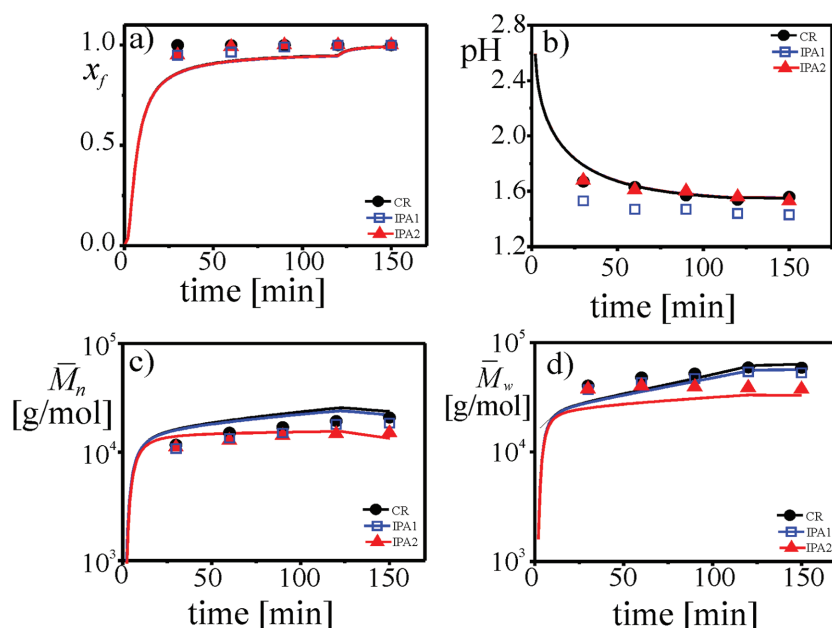 a)
x_f
1.0
0.5
0.0
0
50
100
150
time [min]
CR
IPA1
IPA2
b)
pH
2.8
2.4
2.0
1.6
1.2
0
50
100
150
time [min]
CR
IPA1
IPA2
c)
M̅_n
[g/mol]
10^5
10^4
10^3
0
50
100
150
time [min]
CR
IPA1
IPA2
d)
M̅_w
[g/mol]
10^5
10^4
10^3
0
50
100
150
time [min]
CR
IPA1
IPA2